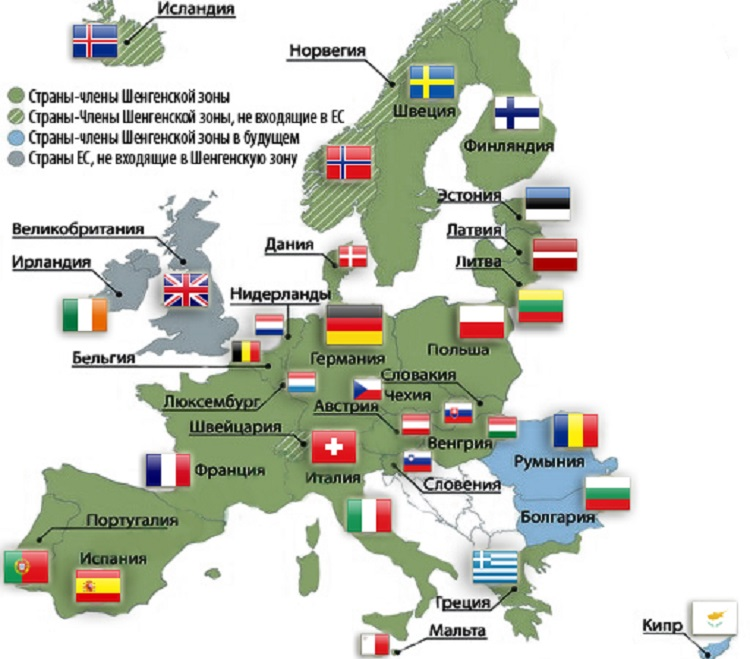 Исландия
Норвегия
Страны-члены Шенгенской зоны
Страны-Члены Шенгенской зоны, не входящие в ЕС
Страны-члены Шенгенской зоны в будущем
Страны ЕС, не входящие в Шенгенскую зону
Швеция
Финляндия
Эстония
Латвия
Литва
Великобритания
Ирландия
Дания
Нидерланды
Бельгия
Германия
Польша
Словакия
Чехия
Люксембург
Австрия
Швейцария
Венгрия
Румыния
Франция
Италия
Словения
Болгария
Португалия
Испания
Греция
Мальта
Кипр